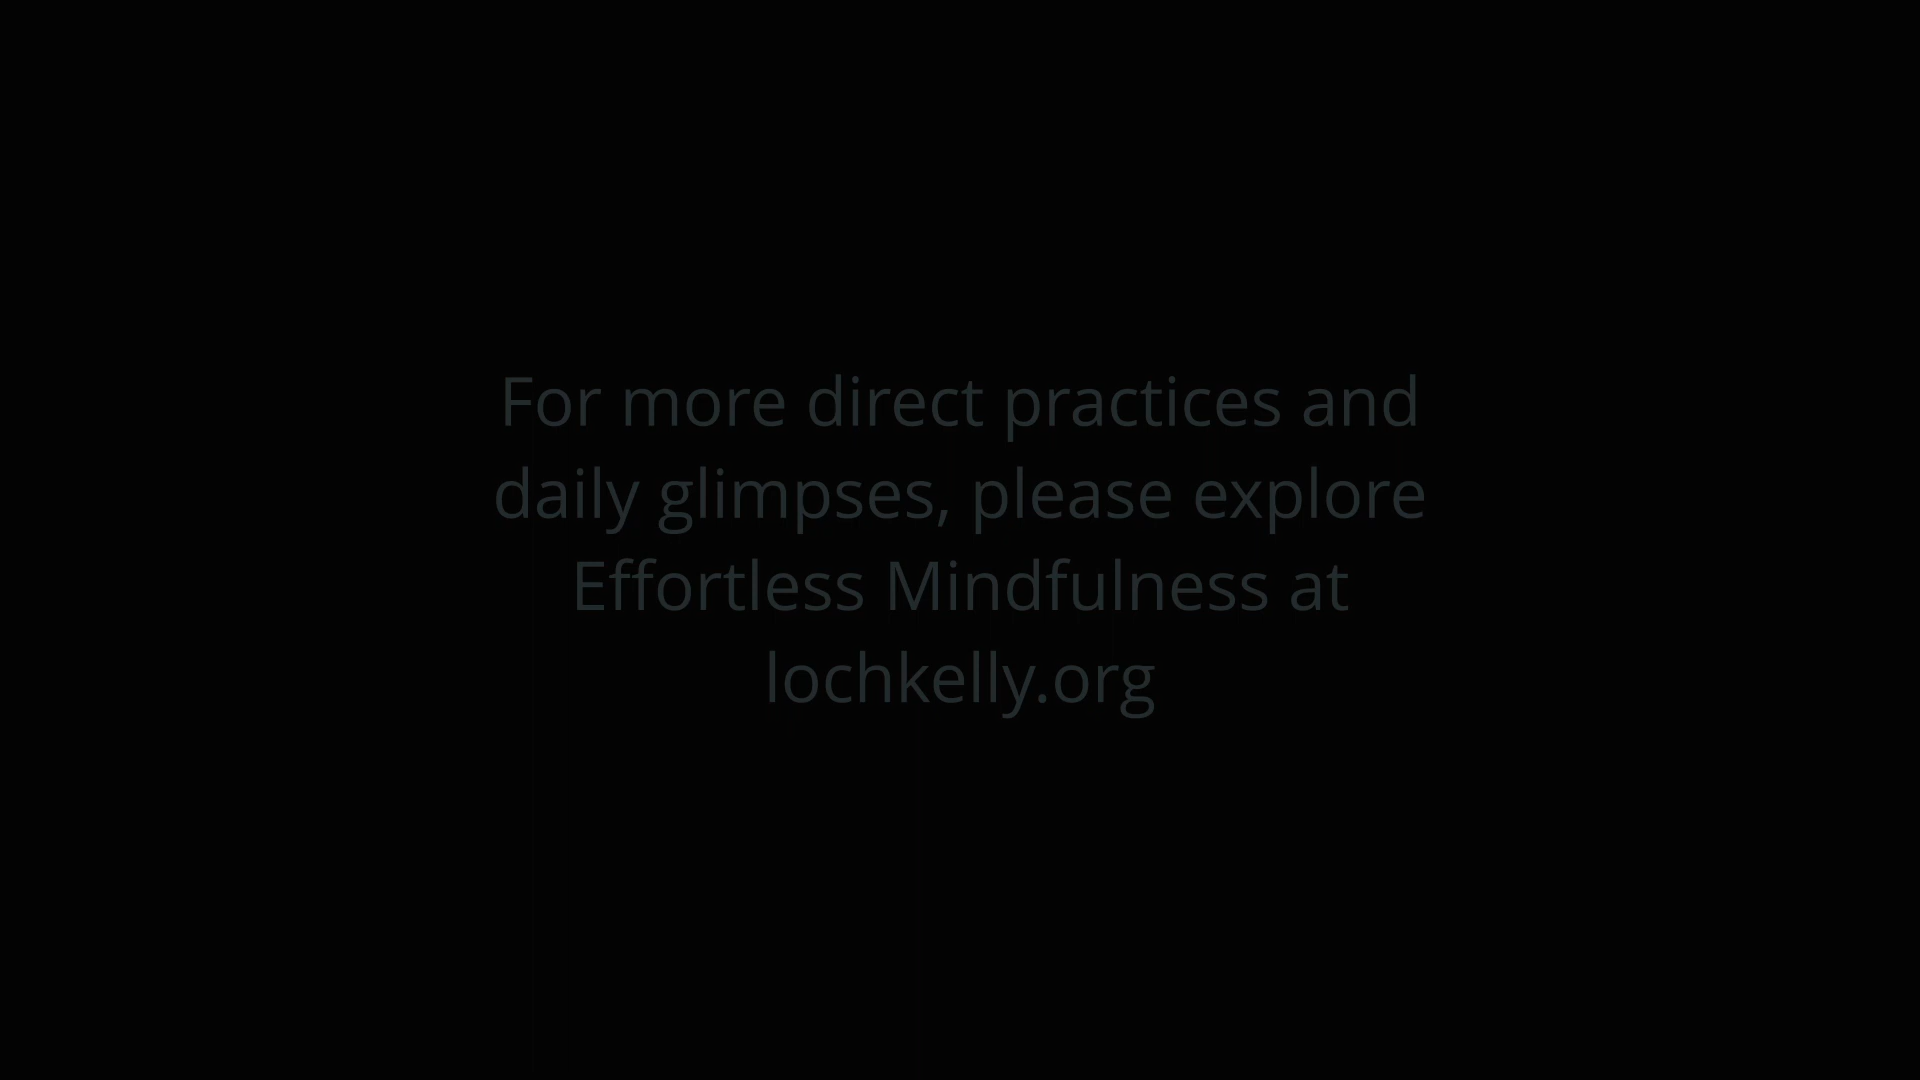 For more direct practices and
daily glimpses, please explore
Effortless Mindfulness at
lochkelly.org